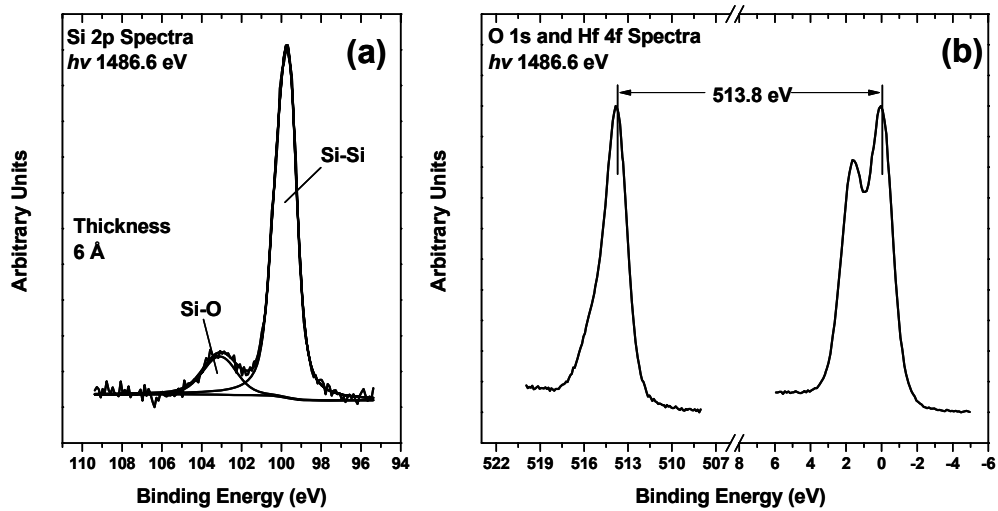 Si 2p Spectra
hν 1486.6 eV
(a)
Si-Si
Thickness
6 Å
Si-O
Arbitrary Units
110 108 106 104 102 100 98 96 94
Binding Energy (eV)
O 1s and Hf 4f Spectra
hν 1486.6 eV
(b)
513.8 eV
Arbitrary Units
522 519 516 513 510 507 8 6 4 2 0 -2 -4 -6
Binding Energy (eV)